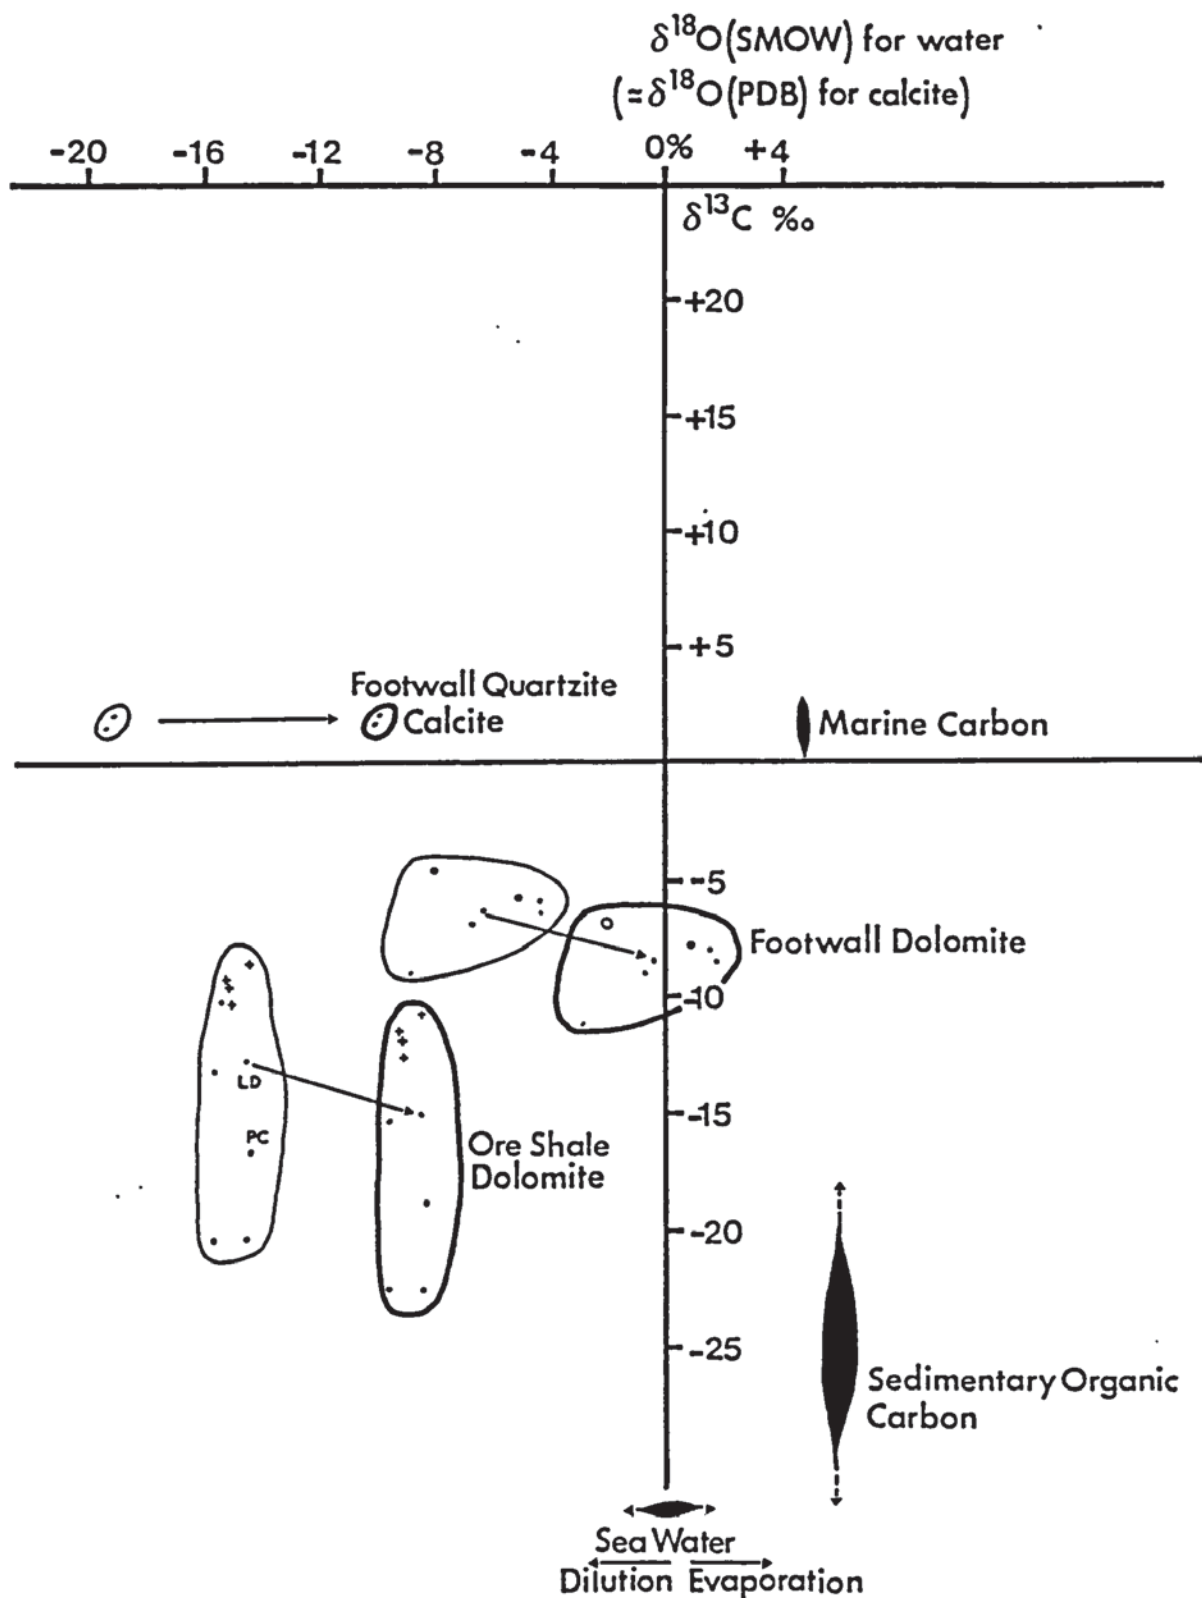 δ¹⁸O(SMOW) for water
(≈δ¹⁸O(PDB) for calcite)
-20 -16 -12 -8 -4 0% +4
δ¹³C ‰
+20
+15
+10
+5
Footwall Quartzite
Calcite
Marine Carbon
-5
Footwall Dolomite
-10
LD
-15
PC
Ore Shale
Dolomite
-20
-25
Sedimentary Organic
Carbon
Sea Water
Dilution Evaporation